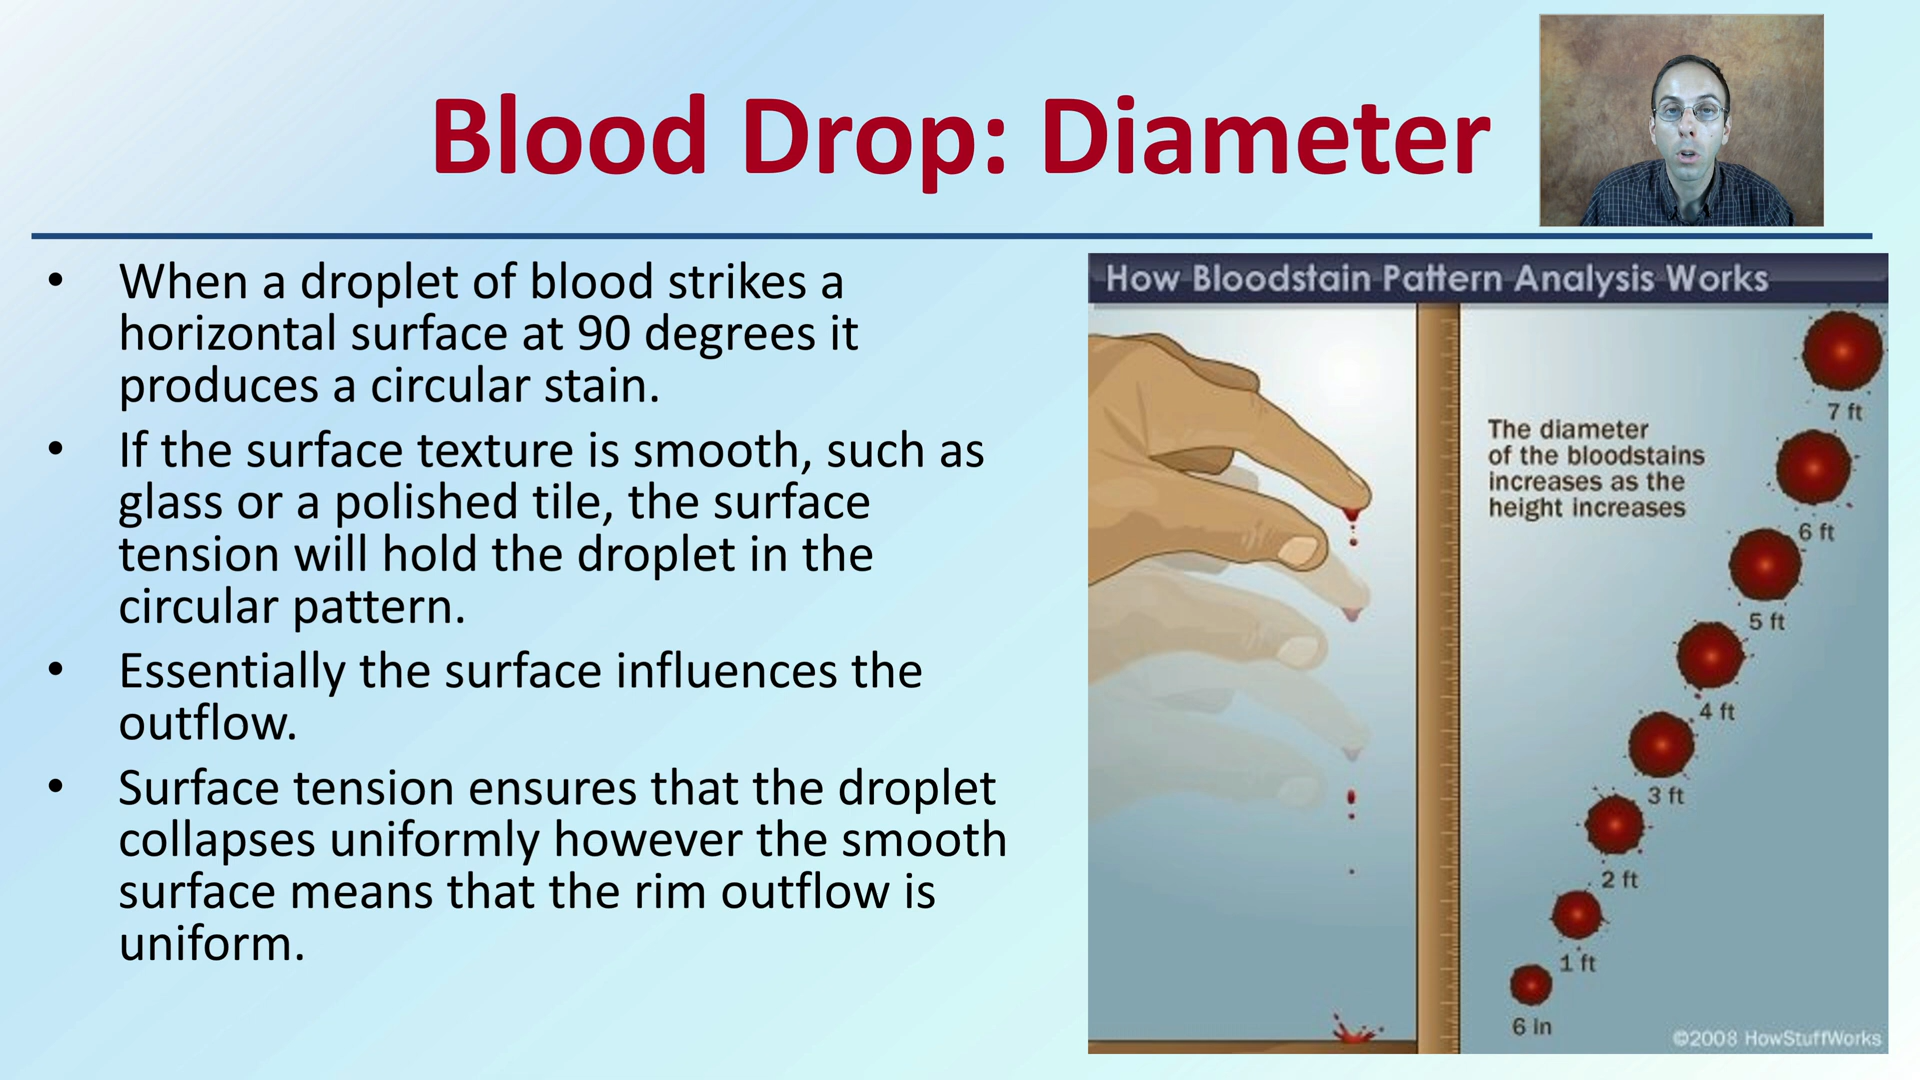 Blood Drop: Diameter
• When a droplet of blood strikes a
horizontal surface at 90 degrees it
produces a circular stain.
• If the surface texture is smooth, such as
glass or a polished tile, the surface
tension will hold the droplet in the
circular pattern.
• Essentially the surface influences the
outflow.
• Surface tension ensures that the droplet
collapses uniformly however the smooth
surface means that the rim outflow is
uniform.
How Bloodstain Pattern Analysis Works
The diameter
of the bloodstains
increases as the
height increases
7 ft
6 ft
5 ft
4 ft
3 ft
2 ft
1 ft
6 in
©2008 HowStuffWorks